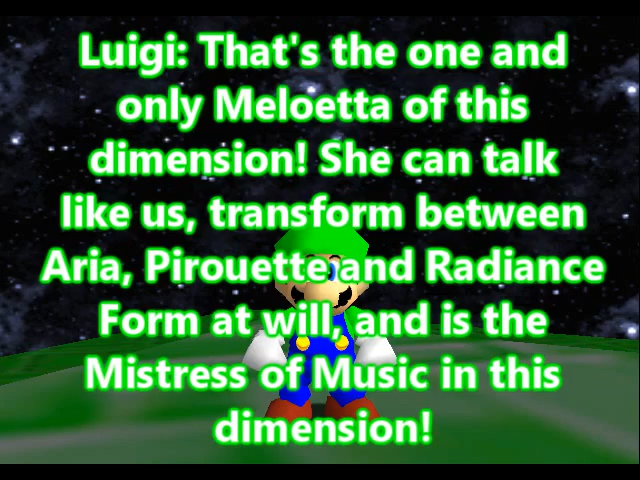 Luigi: That's the one and
only Meloetta of this
dimension! She can talk
like us, transform between
Aria, Pirouette and Radiance
Form at will, and is the
Mistress of Music in this
dimension!